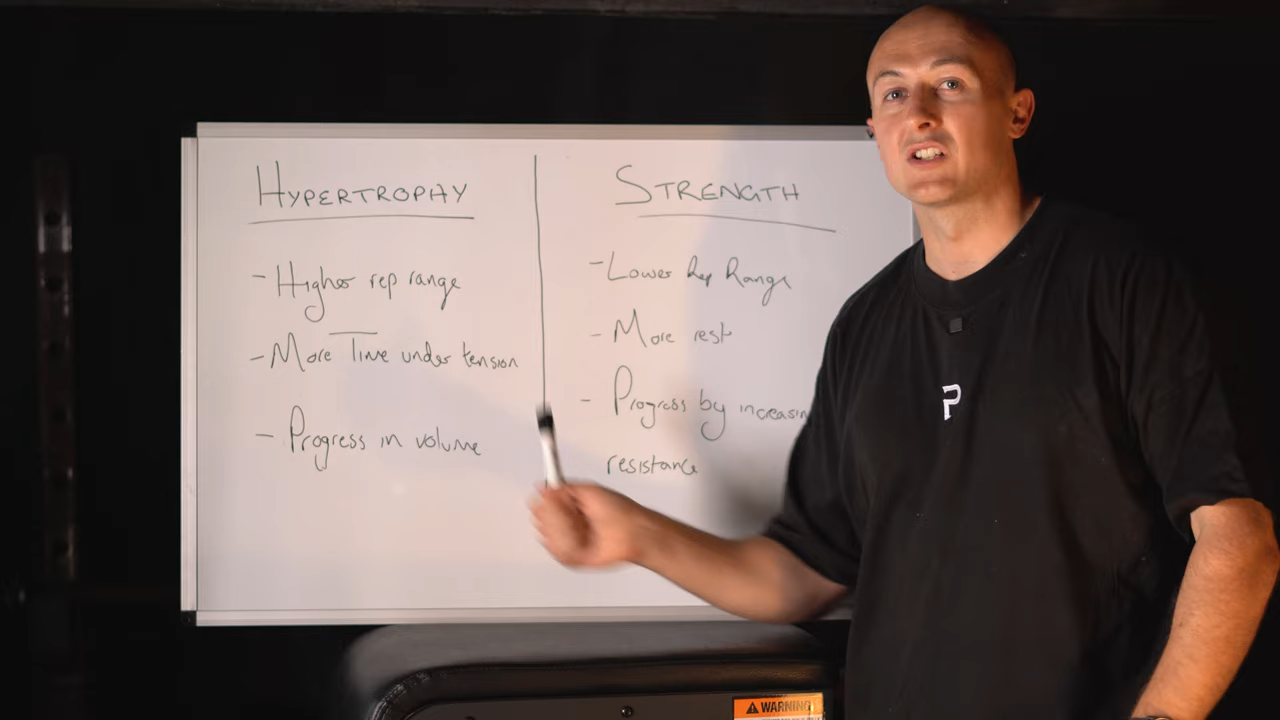 HYPERTROPHY
- Higher rep range
- More Time under tension
- Progress in volume
STRENGTH
- Lower Rep Range
- More rest
- Progress by increasin
resistance
P
WARNING